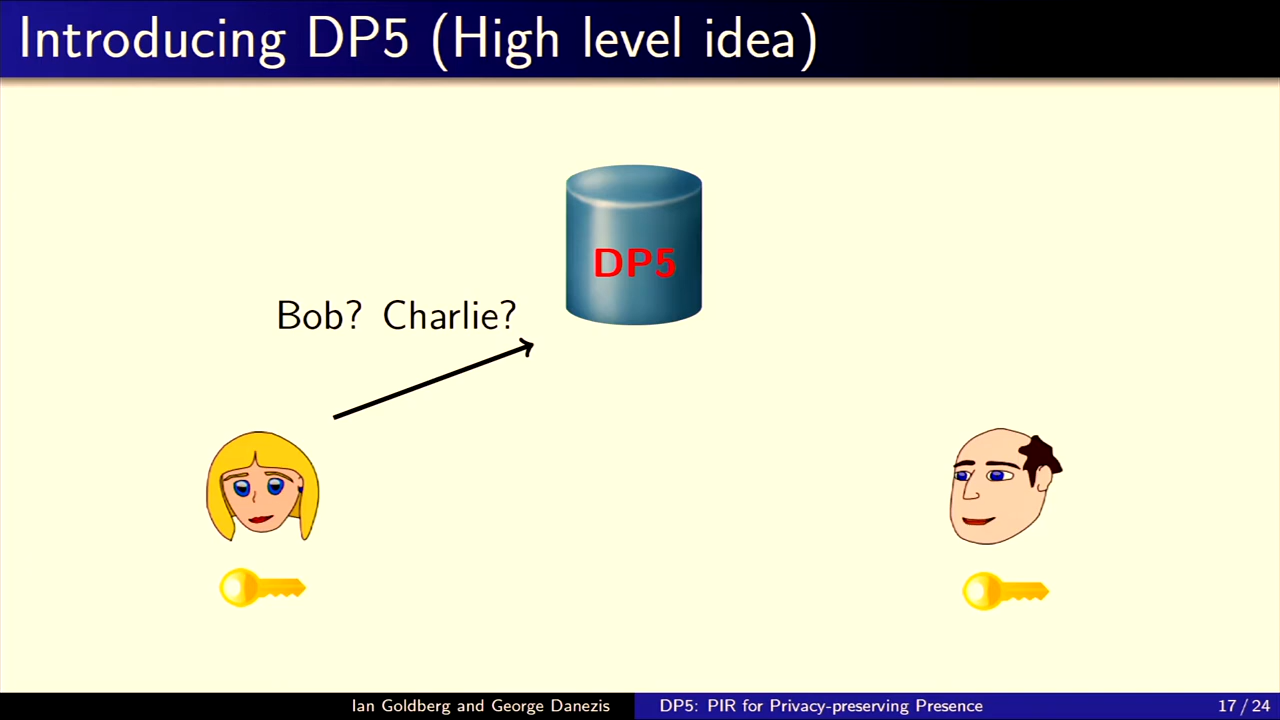 Introducing DP5 (High level idea)
DP5
Bob? Charlie?
Ian Goldberg and George Danezis
DP5: PIR for Privacy-preserving Presence
17 / 24